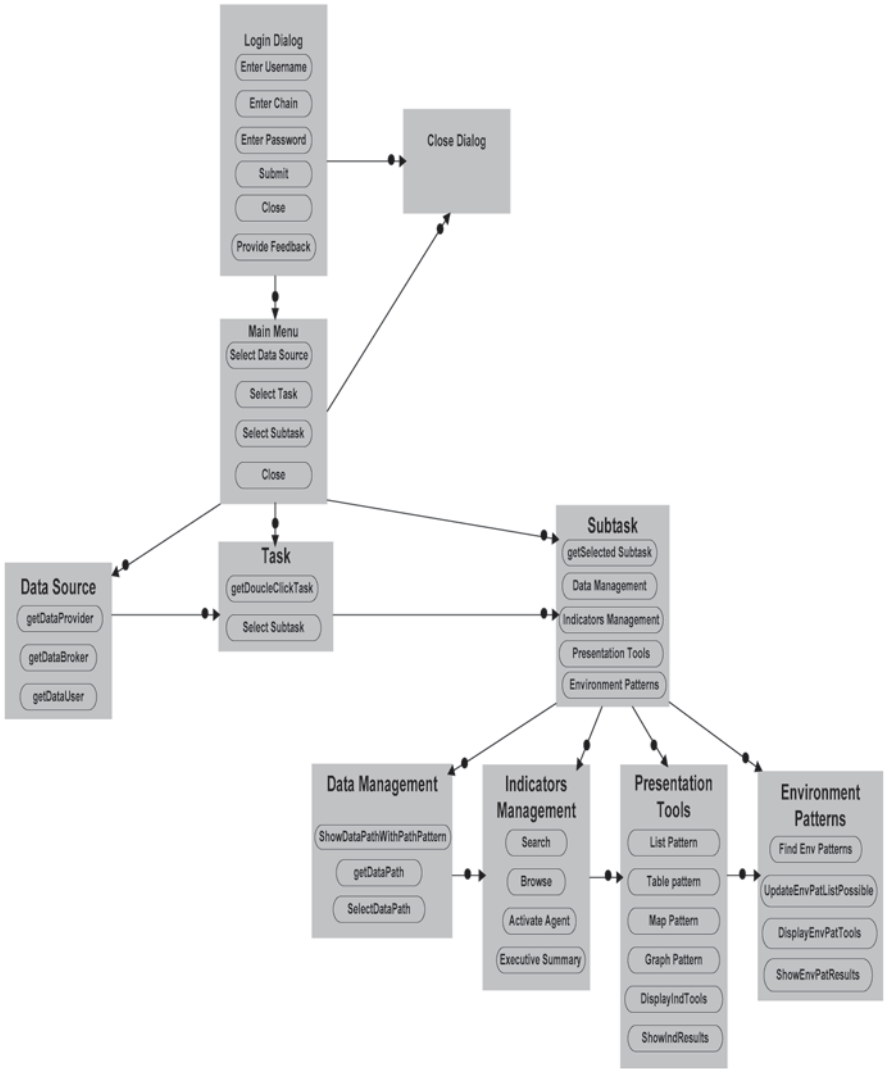 Login Dialog
Enter Username
Enter Chain
Enter Password
Submit
Close
Provide Feedback
Close Dialog
Main Menu
Select Data Source
Select Task
Select Subtask
Close
Data Source
getDataProvider
getDataBroker
getDataUser
Task
getDoucleClickTask
Select Subtask
Subtask
getSelected Subtask
Data Management
Indicators Management
Presentation Tools
Environment Patterns
Data Management
ShowDataPathWithPathPattern
getDataPath
SelectDataPath
Indicators
Management
Search
Browse
Activate Agent
Executive Summary
Presentation
Tools
List Pattern
Table pattern
Map Pattern
Graph Pattern
DisplayIndTools
ShowIndResults
Environment
Patterns
Find Env Patterns
UpdateEnvPatListPossible
DisplayEnvPatTools
ShowEnvPatResults